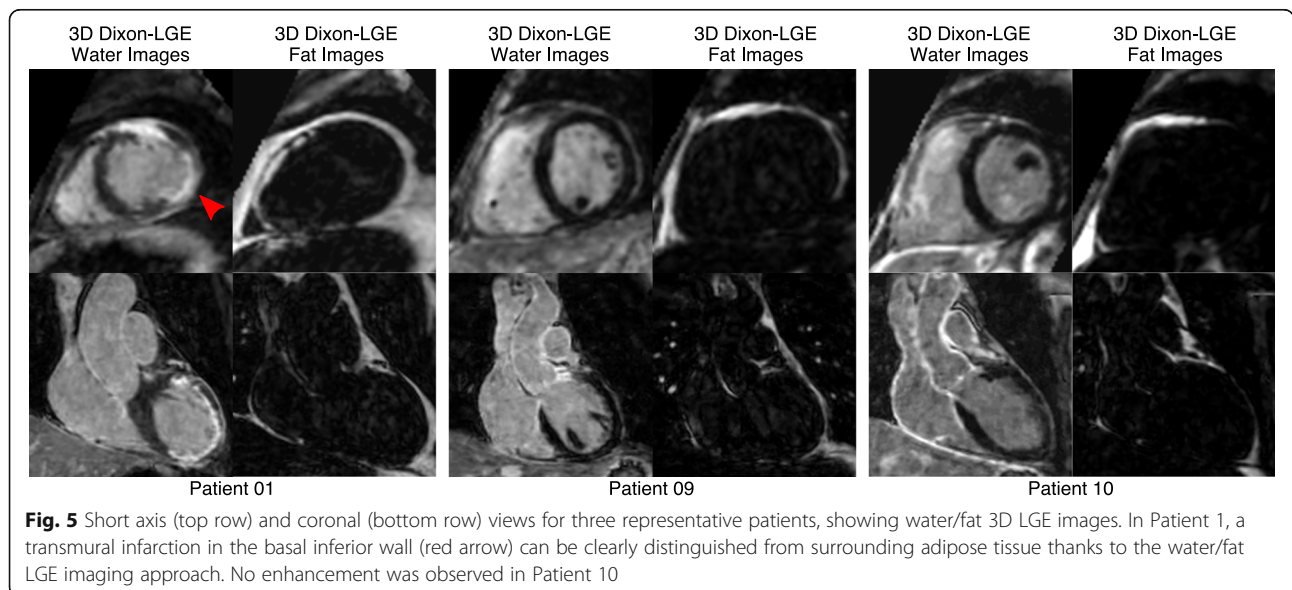 3D Dixon-LGE
Water Images
3D Dixon-LGE
Fat Images
3D Dixon-LGE
Water Images
3D Dixon-LGE
Fat Images
3D Dixon-LGE
Water Images
3D Dixon-LGE
Fat Images
Patient 01
Patient 09
Patient 10
Fig. 5 Short axis (top row) and coronal (bottom row) views for three representative patients, showing water/fat 3D LGE images. In Patient 1, a
transmural infarction in the basal inferior wall (red arrow) can be clearly distinguished from surrounding adipose tissue thanks to the water/fat
LGE imaging approach. No enhancement was observed in Patient 10